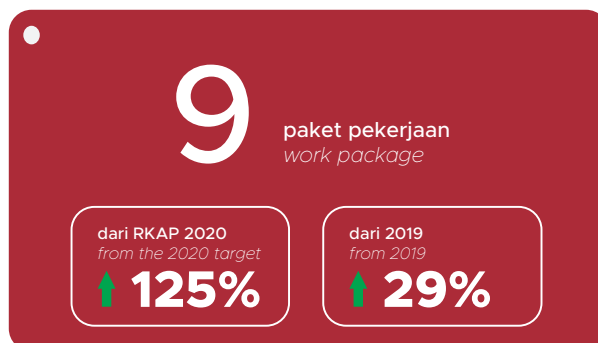 9
paket pekerjaan
work package
dari RKAP 2020
from the 2020 target
125%
dari 2019
from 2019
29%